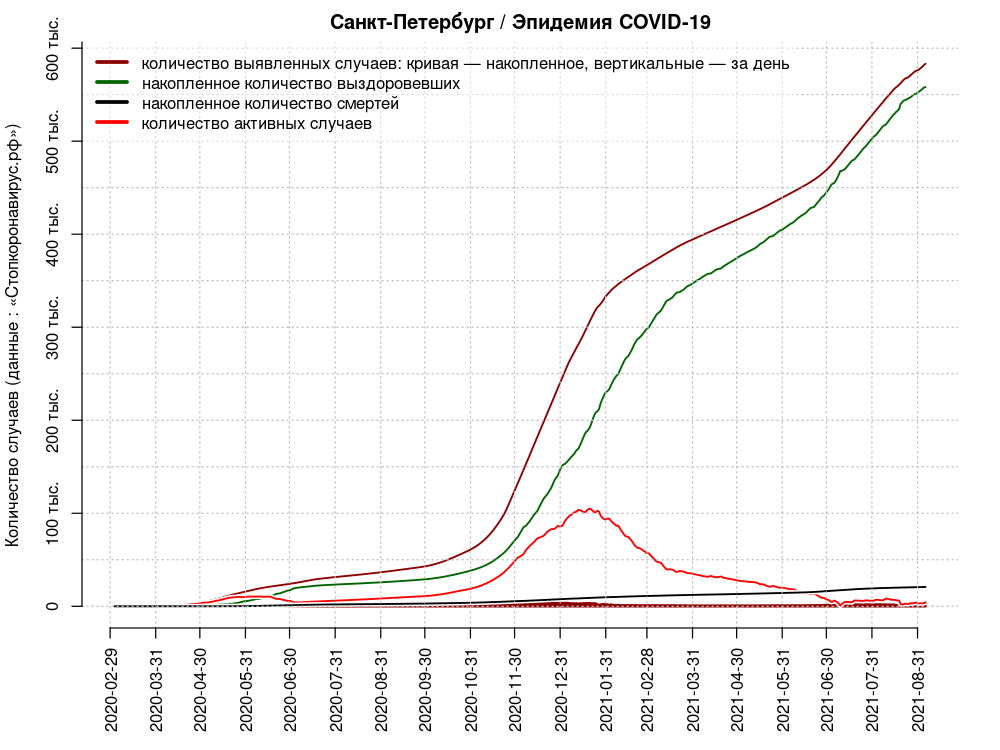 Санкт-Петербург / Эпидемия COVID-19
количество выявленных случаев: кривая — накопленное, вертикальные — за день
накопленное количество выздоровевших
накопленное количество смертей
количество активных случаев
Количество случаев (данные : «Стопкоронавирус.рф»)
600 тыс.
500 тыс.
400 тыс.
300 тыс.
200 тыс.
100 тыс.
0
2020-02-29
2020-03-31
2020-04-30
2020-05-31
2020-06-30
2020-07-31
2020-08-31
2020-09-30
2020-10-31
2020-11-30
2020-12-31
2021-01-31
2021-02-28
2021-03-31
2021-04-30
2021-05-31
2021-06-30
2021-07-31
2021-08-31